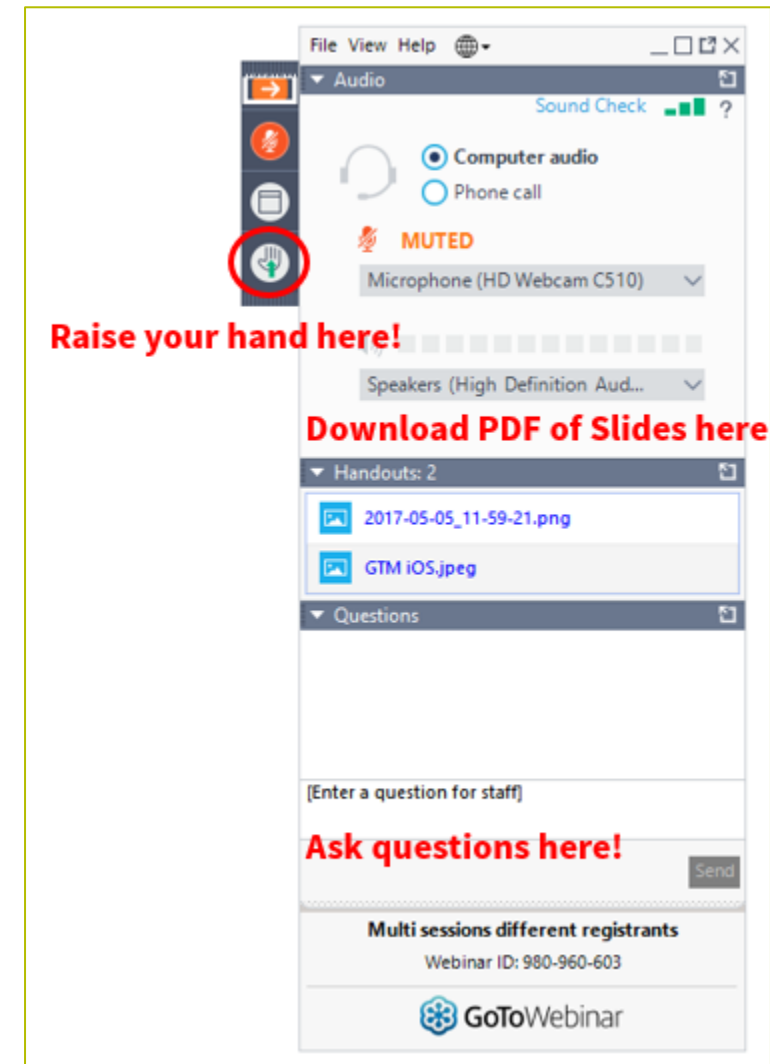 File View Help
Audio
Sound Check ?
Computer audio
Phone call
MUTED
Microphone (HD Webcam C510)
Raise your hand here!
Speakers (High Definition Aud...
Download PDF of Slides here
Handouts: 2
2017-05-05_11-59-21.png
GTM iOS.jpeg
Questions
[Enter a question for staff]
Ask questions here!
Send
Multi sessions different registrants
Webinar ID: 980-960-603
GoToWebinar